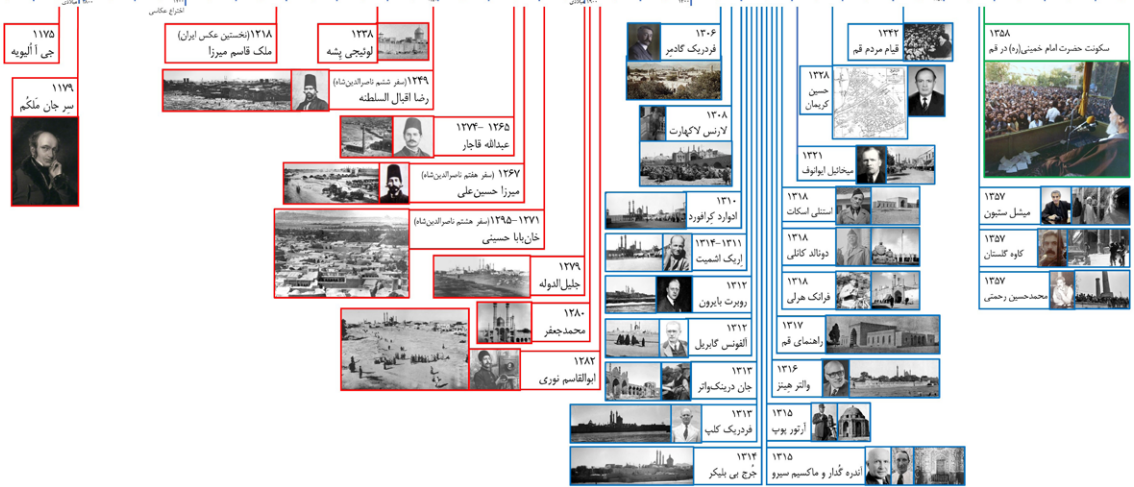 اختراع عکاسی
۱۱۷۵
جی آ اُلیویه
۱۱۷۹
سِر جان مَلکُم
۱۲۱۸(نخستین عکس ایران)
ملک قاسم میرزا
۱۲۳۸
لوئیجی پشه
۱۲۴۹ (سفر ششم ناصرالدین‌شاه)
رضا اقبال السلطنه
۱۲۶۵ -۱۲۷۴
عبدالله قاجار
۱۲۶۷ (سفر هفتم ناصرالدین‌شاه)
میرزا حسین‌علی
۱۲۷۱-۱۲۹۵(سفر هشتم ناصرالدین‌شاه)
خان‌بابا حسینی
۱۲۷۹
جلیل‌الدوله
۱۲۸۰
محمدجعفر
۱۲۸۲
ابوالقاسم نوری
۱۳۰۶
فردریک گادمِر
۱۳۰۸
لارنس لاکهارت
۱۳۱۰
ادوارد کرافورد
۱۳۱۱-۱۳۱۴
اریک اشمیت
۱۳۱۲
روبرت بایرون
۱۳۱۲
آلفونس گابریل
۱۳۱۳
جان درینک‌واتر
۱۳۱۳
فردریک کلپ
۱۳۱۴
جُرج بی بلیکر
۱۳۴۲
قیام مردم قم
۱۳۲۸
حسین
کریمان
۱۳۲۱
میخائیل ایوانوف
۱۳۱۸
استنلی اسکات
۱۳۱۸
دونالد کانلی
۱۳۱۸
فرانک هرلی
۱۳۱۷
راهنمای قم
۱۳۱۶
والتر هینز
۱۳۱۵
آرتور پوپ
۱۳۱۵
آندره گُدار و ماکسیم سیرو
۱۳۵۸
سکونت حضرت امام خمینی(ره) در قم
۱۳۵۷
میشل ستبون
۱۳۵۷
کاوه گلستان
۱۳۵۷
محمدحسین رحمتی